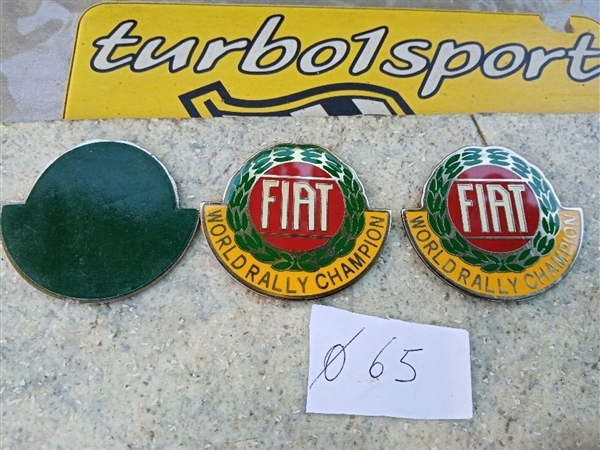 turbo1sport
FIAT
WORLD RALLY CHAMPION
FIAT
WORLD RALLY CHAMPION
Ø 65